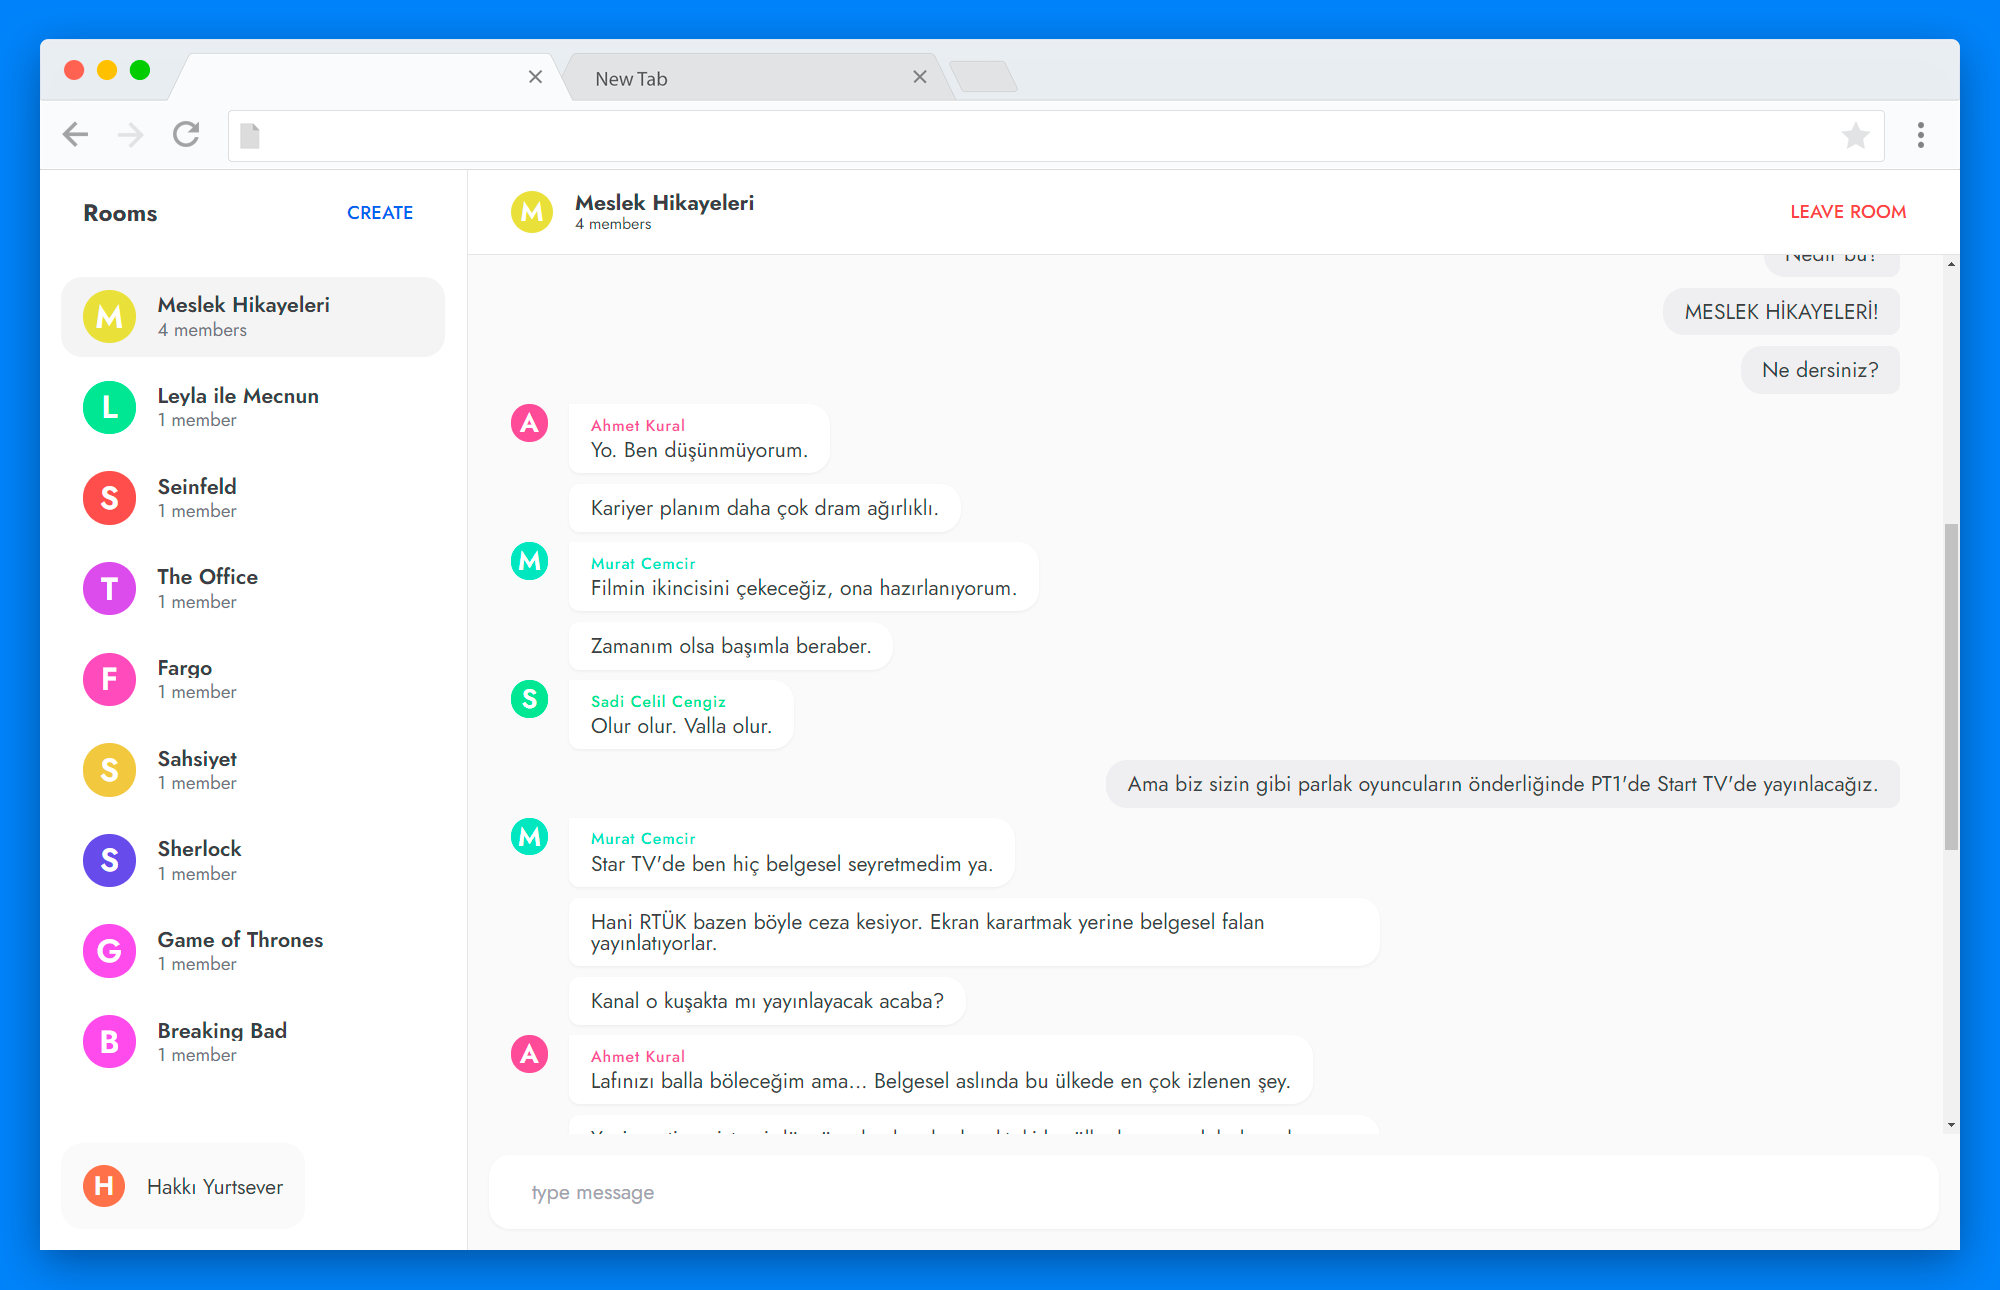 New Tab
Rooms
CREATE
M
Meslek Hikayeleri
4 members
L
Leyla ile Mecnun
1 member
S
Seinfeld
1 member
T
The Office
1 member
F
Fargo
1 member
S
Sahsiyet
1 member
S
Sherlock
1 member
G
Game of Thrones
1 member
B
Breaking Bad
1 member
H
Hakkı Yurtsever
M
Meslek Hikayeleri
4 members
LEAVE ROOM
Nedir bu?
MESLEK HİKAYELERİ!
Ne dersiniz?
A
Ahmet Kural
Yo. Ben düşünmüyorum.
Kariyer planım daha çok dram ağırlıklı.
M
Murat Cemcir
Filmin ikincisini çekeceğiz, ona hazırlanıyorum.
Zamanım olsa başımla beraber.
S
Sadi Celil Cengiz
Olur olur. Valla olur.
Ama biz sizin gibi parlak oyuncuların önderliğinde PT1'de Start TV'de yayınlacağız.
M
Murat Cemcir
Star TV'de ben hiç belgesel seyretmedim ya.
Hani RTÜK bazen böyle ceza kesiyor. Ekran karartmak yerine belgesel falan
yayınlatıyorlar.
Kanal o kuşakta mı yayınlayacak acaba?
A
Ahmet Kural
Lafınızı balla böleceğim ama... Belgesel aslında bu ülkede en çok izlenen şey.
type message